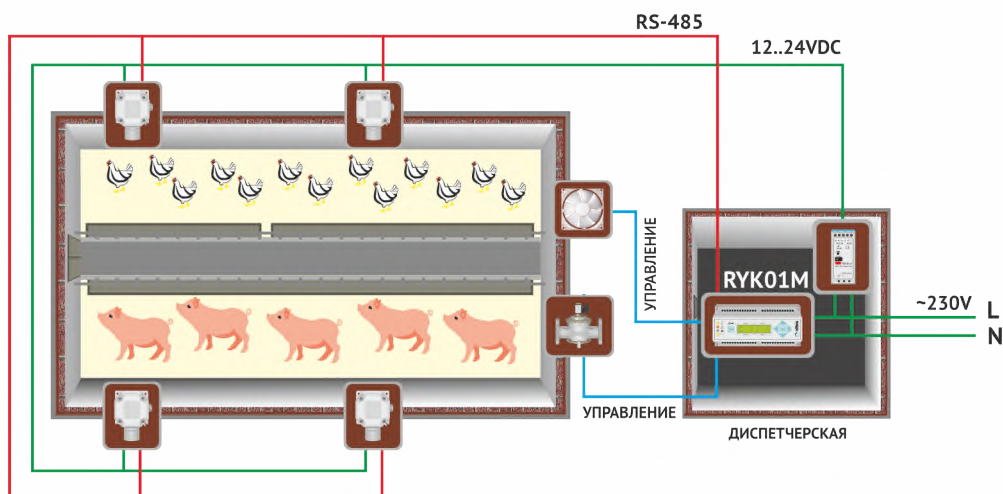 RS-485
12..24VDC
УПРАВЛЕНИЕ
RYK01M
~230V
L
N
УПРАВЛЕНИЕ
ДИСПЕТЧЕРСКАЯ